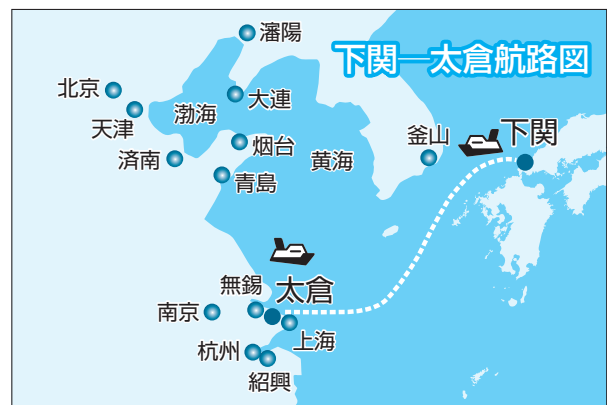 瀋陽
下関―太倉航路図
北京
大連
天津
渤海
烟台
黄海
釜山
下関
済南
青島
無錫
太倉
南京
上海
杭州
紹興